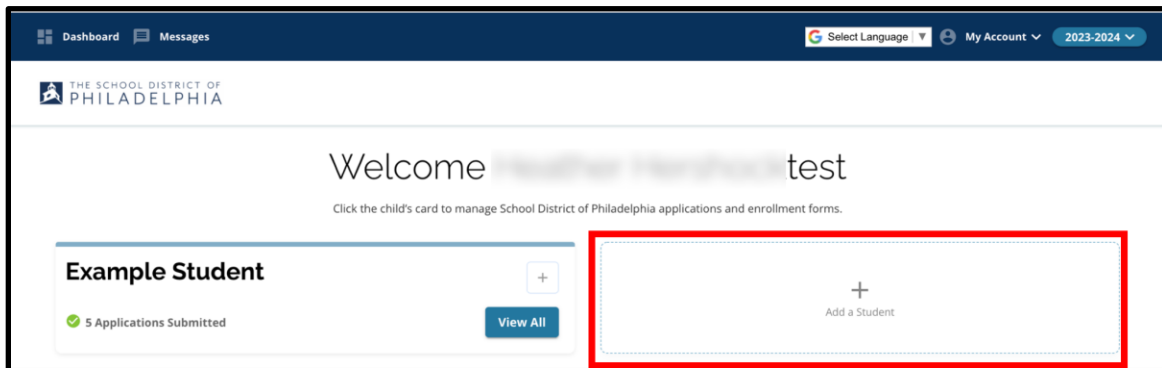 Dashboard Messages Select Language ▼ My Account 2023-2024
THE SCHOOL DISTRICT OF
PHILADELPHIA
Welcome test
Click the child's card to manage School District of Philadelphia applications and enrollment forms.
Example Student +
5 Applications Submitted View All
+
Add a Student